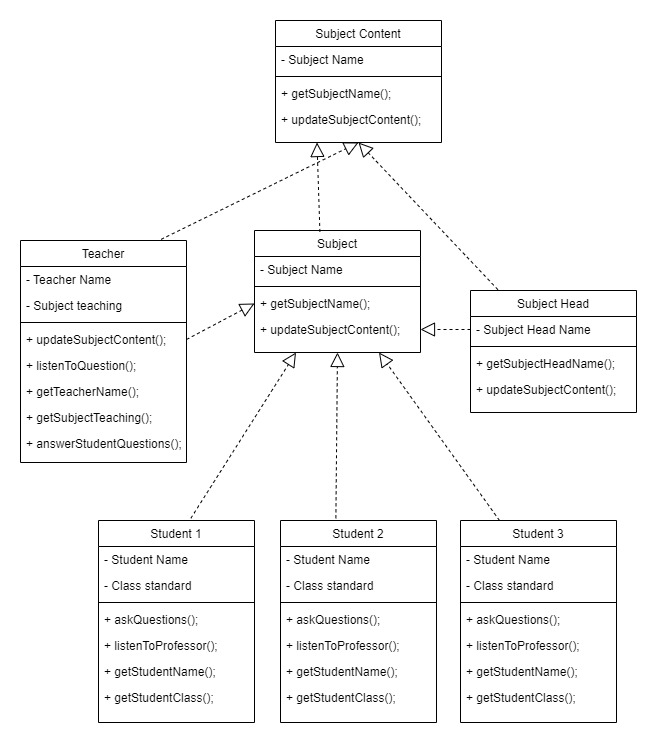 Subject Content
- Subject Name
+ getSubjectName();
+ updateSubjectContent();
Teacher
- Teacher Name
- Subject teaching
+ updateSubjectContent();
+ listenToQuestion();
+ getTeacherName();
+ getSubjectTeaching();
+ answerStudentQuestions();
Subject
- Subject Name
+ getSubjectName();
+ updateSubjectContent();
Subject Head
- Subject Head Name
+ getSubjectHeadName();
+ updateSubjectContent();
Student 1
- Student Name
- Class standard
+ askQuestions();
+ listenToProfessor();
+ getStudentName();
+ getStudentClass();
Student 2
- Student Name
- Class standard
+ askQuestions();
+ listenToProfessor();
+ getStudentName();
+ getStudentClass();
Student 3
- Student Name
- Class standard
+ askQuestions();
+ listenToProfessor();
+ getStudentName();
+ getStudentClass();